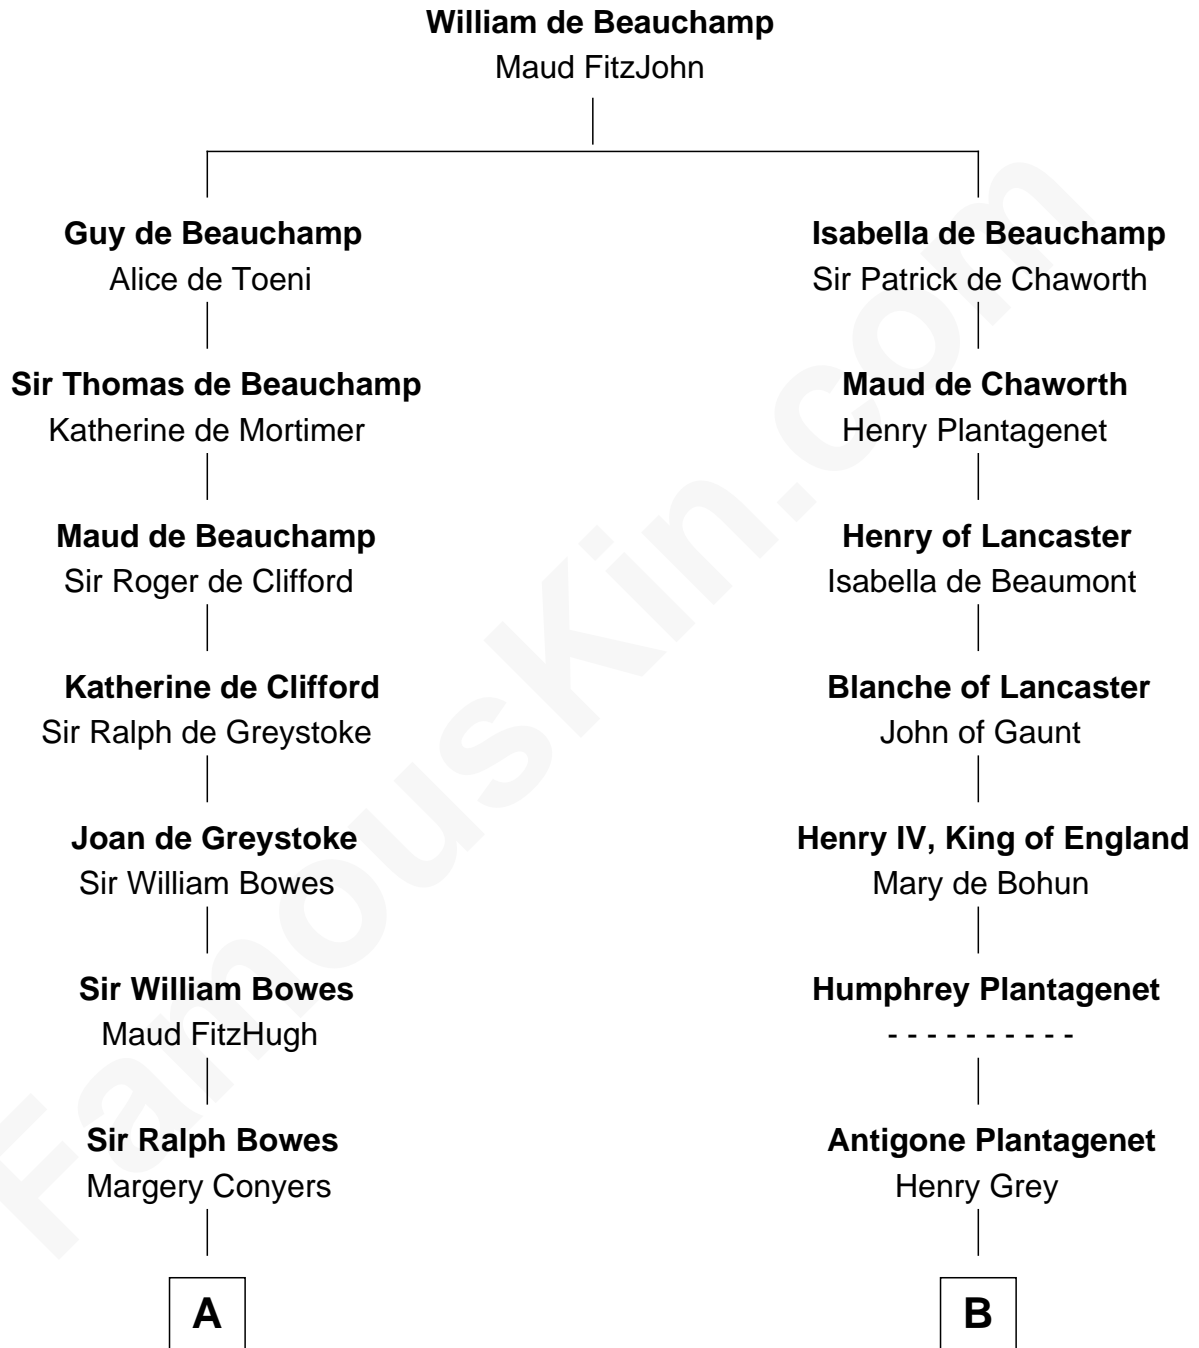 William de Beauchamp
Maud FitzJohn
Guy de Beauchamp
Alice de Toeni
Isabella de Beauchamp
Sir Patrick de Chaworth
Sir Thomas de Beauchamp
Katherine de Mortimer
Maud de Chaworth
Henry Plantagenet
Maud de Beauchamp
Sir Roger de Clifford
Henry of Lancaster
Isabella de Beaumont
Katherine de Clifford
Sir Ralph de Greystoke
Blanche of Lancaster
John of Gaunt
Joan de Greystoke
Sir William Bowes
Henry IV, King of England
Mary de Bohun
Sir William Bowes
Maud FitzHugh
Humphrey Plantagenet
- - - - - - - - - -
Sir Ralph Bowes
Margery Conyers
Antigone Plantagenet
Henry Grey
A
B
FamousKin.com